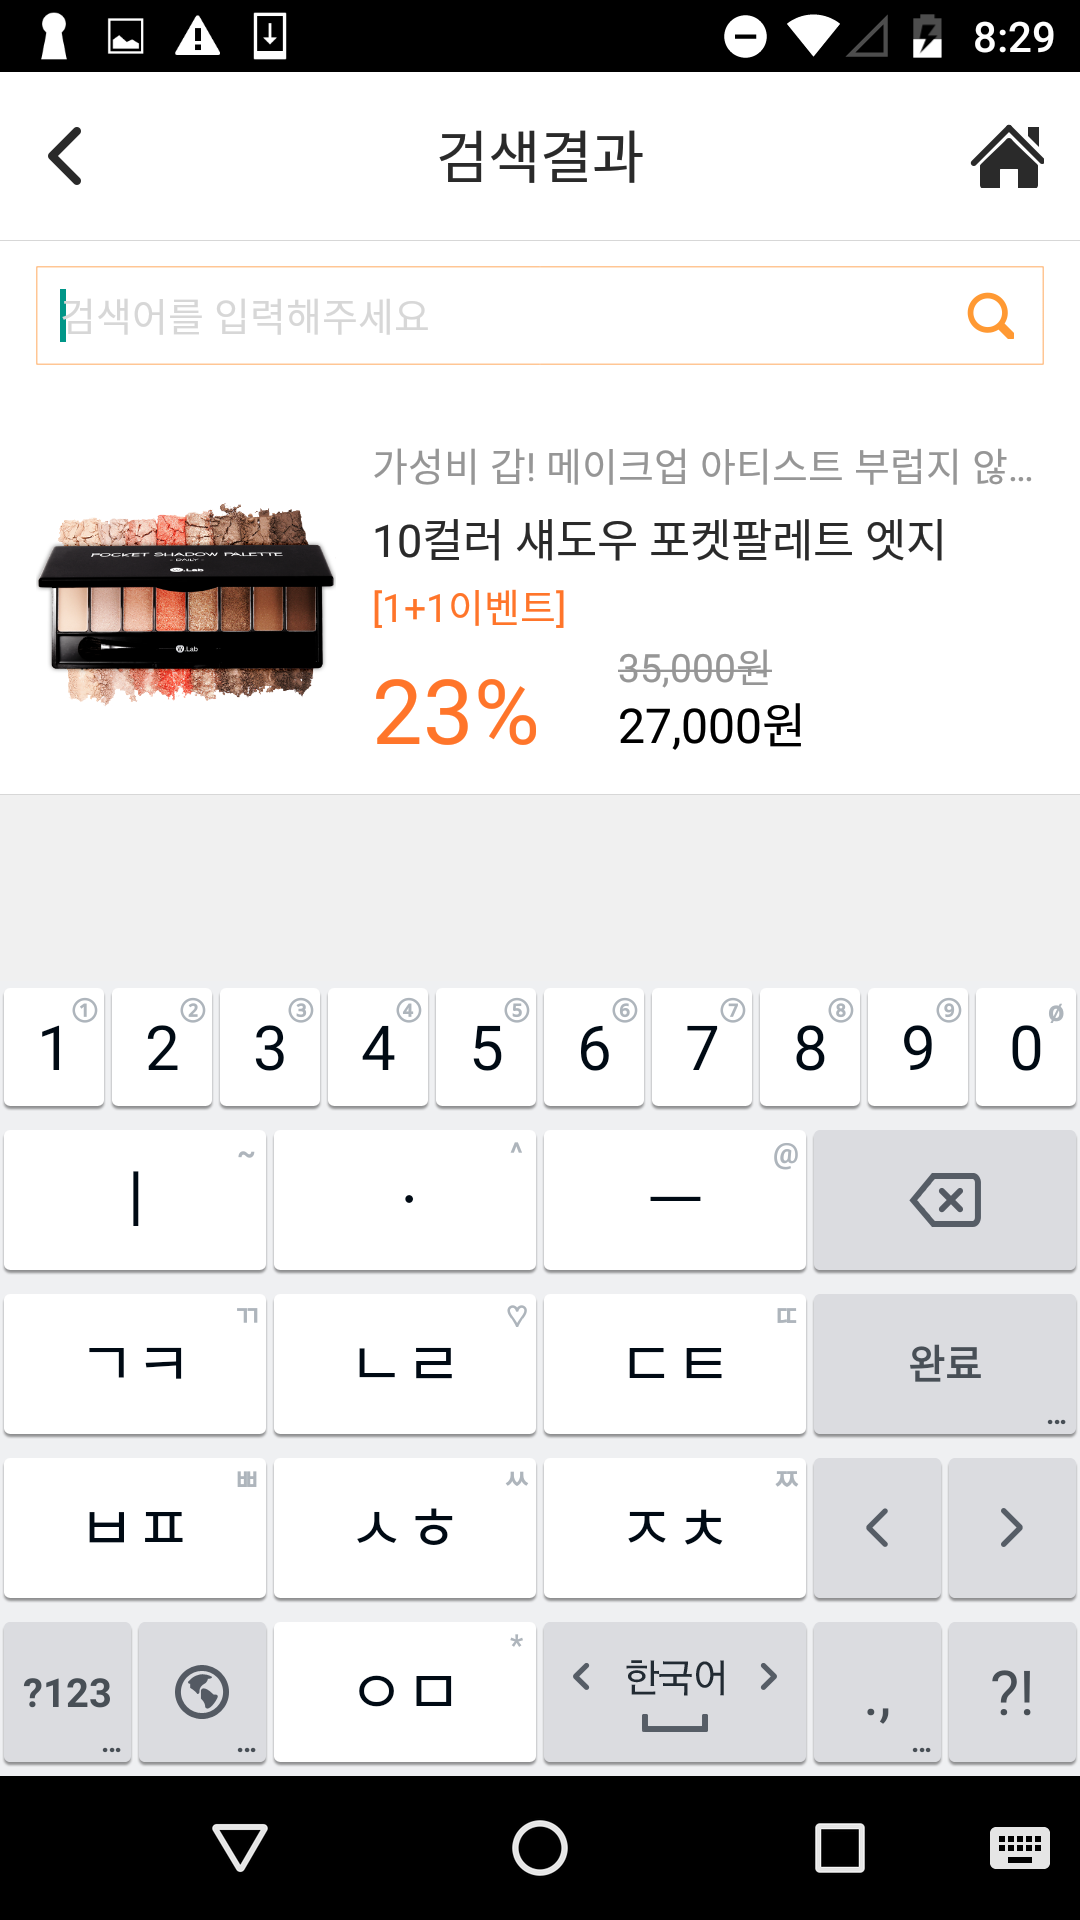 8:29
검색결과
검색어를 입력해주세요
가성비 갑! 메이크업 아티스트 부럽지 않...
10컬러 섀도우 포켓팔레트 엣지
[1+1이벤트]
35,000원
23%
27,000원
POCKET SHADOW PALETTE
- DAILY -
W.Lab
W.Lab
① ② ③ ④ ⑤ ⑥ ⑦ ⑧ ⑨ ø
1 2 3 4 5 6 7 8 9 0
~ ^ @
ㅣ · ㅡ
ㄲ ♡ ㄸ
ㄱㅋ ㄴㄹ ㄷㅌ 완료
...
ㅃ ㅆ ㅉ
ㅂㅍ ㅅㅎ ㅈㅊ < >
*
?123 ㅇㅁ < 한국어 > ., ?!
... ... ...